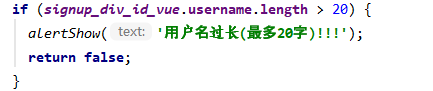 if (signup_div_id_vue.username.length > 20) {
alertShow( text: '用户名过长(最多20字)!!!');
return false;
}